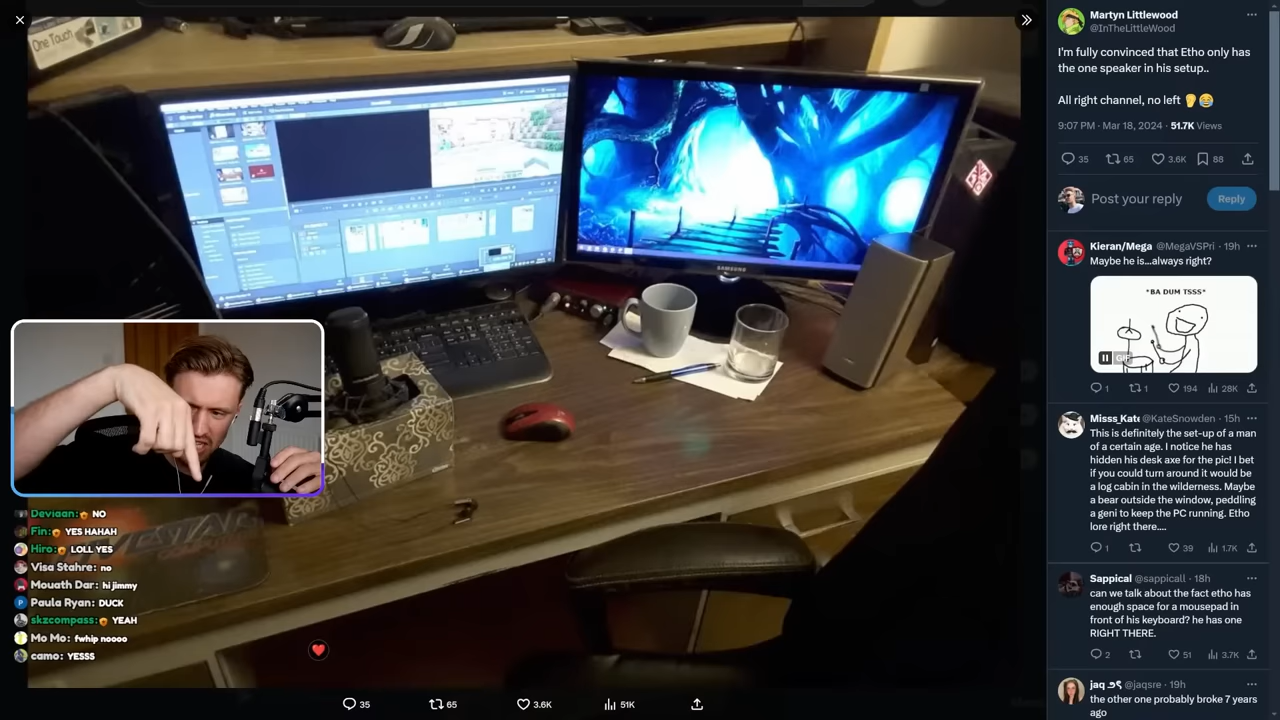 One Touch
SAMSUNG
Deviaan: NO
Fin: YES HAHAH
Hiro: LOLL YES
Visa Stahre: no
Mouath Dar: hi jimmy
Paula Ryan: DUCK
skzcompass: YEAH
Mo Mo: fwhip noooo
camo: YESSS
35
65
3.6K
51K
Martyn Littlewood
@InTheLittleWood
I'm fully convinced that Etho only has
the one speaker in his setup..
All right channel, no left 👂😂
9:07 PM · Mar 18, 2024 · 51.7K Views
35
65
3.6K
88
Post your reply
Reply
Kieran/Mega @MegaVSPri · 19h
Maybe he is...always right?
*BA DUM TSSS*
GIF
1
1
194
28K
Misss_Kate @KateSnowden · 15h
This is definitely the set-up of a man
of a certain age. I notice he has
hidden his desk axe for the pic! I bet
if you could turn around it would be
a log cabin in the wilderness. Maybe
a bear outside the window, peddling
a geni to keep the PC running. Etho
lore right there....
1
39
1.7K
Sappical @sappicall · 18h
can we talk about the fact etho has
enough space for a mousepad in
front of his keyboard? he has one
RIGHT THERE.
2
51
3.7K
jaq @jaqsre · 19h
the other one probably broke 7 years
ago